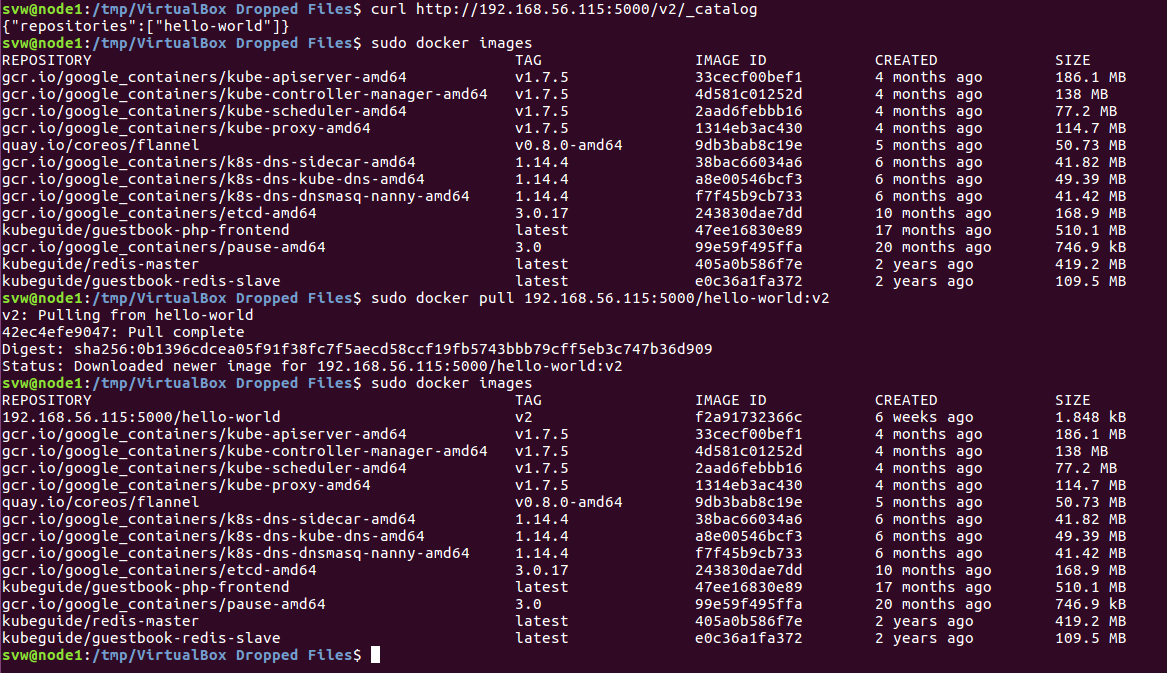 svw@node1:/tmp/VirtualBox Dropped Files$ curl http://192.168.56.115:5000/v2/_catalog
{"repositories":["hello-world"]}
svw@node1:/tmp/VirtualBox Dropped Files$ sudo docker images
REPOSITORY TAG IMAGE ID CREATED SIZE
gcr.io/google_containers/kube-apiserver-amd64 v1.7.5 33cecf00bef1 4 months ago 186.1 MB
gcr.io/google_containers/kube-controller-manager-amd64 v1.7.5 4d581c01252d 4 months ago 138 MB
gcr.io/google_containers/kube-scheduler-amd64 v1.7.5 2aad6febbb16 4 months ago 77.2 MB
gcr.io/google_containers/kube-proxy-amd64 v1.7.5 1314eb3ac430 4 months ago 114.7 MB
quay.io/coreos/flannel v0.8.0-amd64 9db3bab8c19e 5 months ago 50.73 MB
gcr.io/google_containers/k8s-dns-sidecar-amd64 1.14.4 38bac66034a6 6 months ago 41.82 MB
gcr.io/google_containers/k8s-dns-kube-dns-amd64 1.14.4 a8e00546bcf3 6 months ago 49.39 MB
gcr.io/google_containers/k8s-dns-dnsmasq-nanny-amd64 1.14.4 f7f45b9cb733 6 months ago 41.42 MB
gcr.io/google_containers/etcd-amd64 3.0.17 243830dae7dd 10 months ago 168.9 MB
kubeguide/guestbook-php-frontend latest 47ee16830e89 17 months ago 510.1 MB
gcr.io/google_containers/pause-amd64 3.0 99e59f495ffa 20 months ago 746.9 kB
kubeguide/redis-master latest 405a0b586f7e 2 years ago 419.2 MB
kubeguide/guestbook-redis-slave latest e0c36a1fa372 2 years ago 109.5 MB
svw@node1:/tmp/VirtualBox Dropped Files$ sudo docker pull 192.168.56.115:5000/hello-world:v2
v2: Pulling from hello-world
42ec4efe9047: Pull complete
Digest: sha256:0b1396cdcea05f91f38fc7f5aecd58ccf19fb5743bbb79cff5eb3c747b36d909
Status: Downloaded newer image for 192.168.56.115:5000/hello-world:v2
svw@node1:/tmp/VirtualBox Dropped Files$ sudo docker images
REPOSITORY TAG IMAGE ID CREATED SIZE
192.168.56.115:5000/hello-world v2 f2a91732366c 6 weeks ago 1.848 kB
gcr.io/google_containers/kube-apiserver-amd64 v1.7.5 33cecf00bef1 4 months ago 186.1 MB
gcr.io/google_containers/kube-controller-manager-amd64 v1.7.5 4d581c01252d 4 months ago 138 MB
gcr.io/google_containers/kube-scheduler-amd64 v1.7.5 2aad6febbb16 4 months ago 77.2 MB
gcr.io/google_containers/kube-proxy-amd64 v1.7.5 1314eb3ac430 4 months ago 114.7 MB
quay.io/coreos/flannel v0.8.0-amd64 9db3bab8c19e 5 months ago 50.73 MB
gcr.io/google_containers/k8s-dns-sidecar-amd64 1.14.4 38bac66034a6 6 months ago 41.82 MB
gcr.io/google_containers/k8s-dns-kube-dns-amd64 1.14.4 a8e00546bcf3 6 months ago 49.39 MB
gcr.io/google_containers/k8s-dns-dnsmasq-nanny-amd64 1.14.4 f7f45b9cb733 6 months ago 41.42 MB
gcr.io/google_containers/etcd-amd64 3.0.17 243830dae7dd 10 months ago 168.9 MB
kubeguide/guestbook-php-frontend latest 47ee16830e89 17 months ago 510.1 MB
gcr.io/google_containers/pause-amd64 3.0 99e59f495ffa 20 months ago 746.9 kB
kubeguide/redis-master latest 405a0b586f7e 2 years ago 419.2 MB
kubeguide/guestbook-redis-slave latest e0c36a1fa372 2 years ago 109.5 MB
svw@node1:/tmp/VirtualBox Dropped Files$